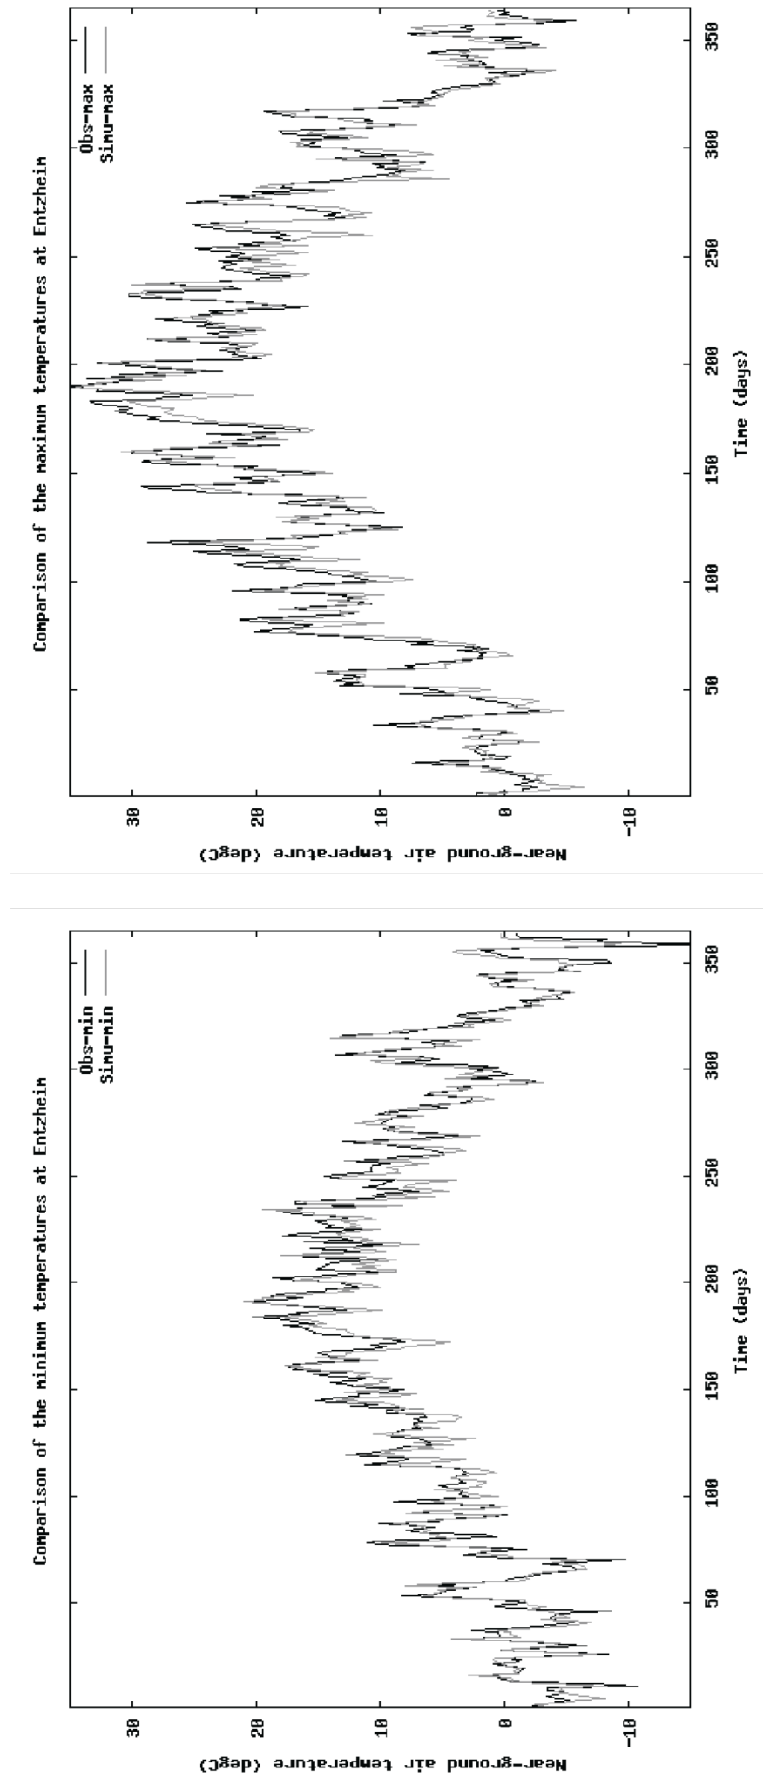 Comparison of the maximum temperatures at Entzheim
Obs-max
Simu-max
30
20
10
0
-10
Near-ground air temperature (degC)
50
100
150
200
250
300
350
Time (days)
Comparison of the minimum temperatures at Entzheim
Obs-min
Simu-min
30
20
10
0
-10
Near-ground air temperature (degC)
50
100
150
200
250
300
350
Time (days)